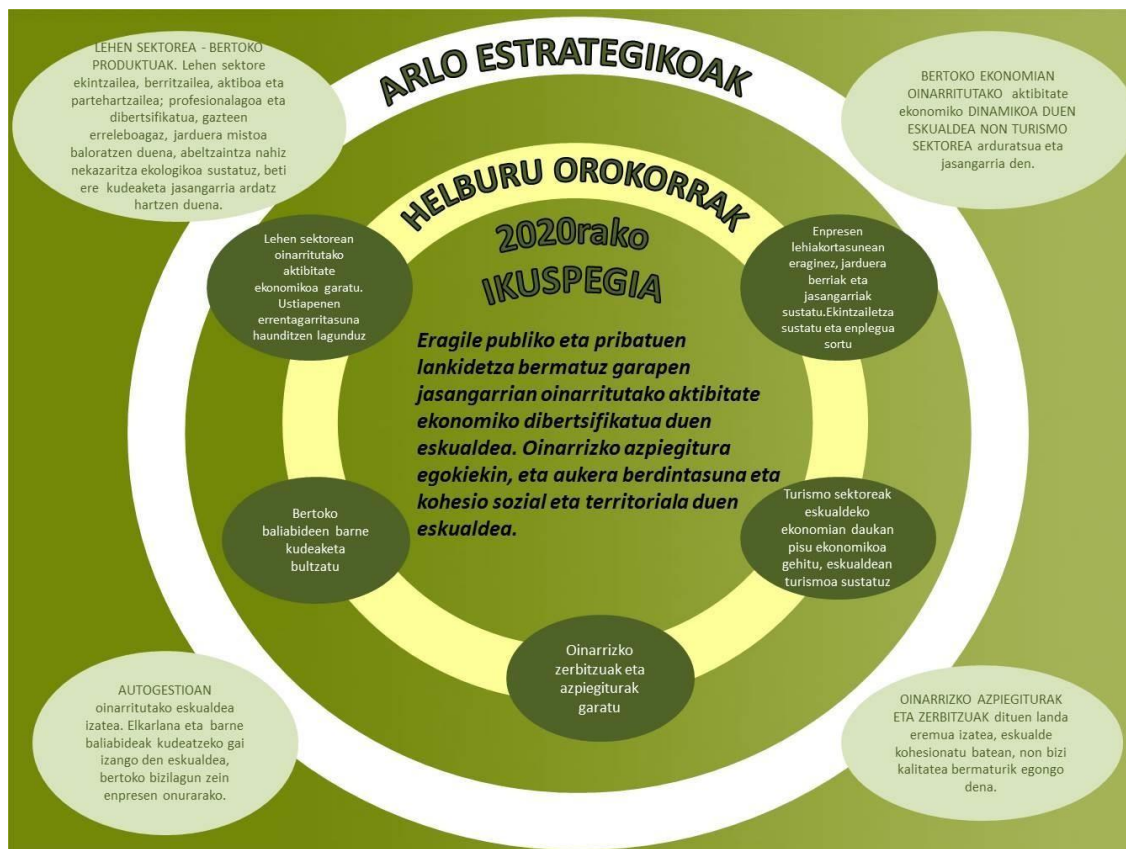 LEHEN SEKTOREA - BERTOKO
PRODUKTUAK. Lehen sektore
ekintzailea, berritzailea, aktiboa eta
partehartzailea; profesionalagoa eta
dibertsifikatua, gazteen
erreleboagaz, jarduera mistoa
baloratzen duena, abeltzaintza nahiz
nekazaritza ekologikoa sustatuz, beti
ere kudeaketa jasangarria ardatz
hartzen duena.
ARLO ESTRATEGIKOAK
BERTOKO EKONOMIAN
OINARRITUTAKO aktibitate
ekonomiko DINAMIKOA DUEN
ESKUALDEA NON TURISMO
SEKTOREA arduratsua eta
jasangarria den.
HELBURU OROKORRAK
2020rako
IKUSPEGIA
Lehen sektorean
oinarritutako
aktibitate
ekonomikoa garatu.
Ustiapenen
errentagarritasuna
haunditzen lagunduz
Enpresen
lehiakortasunean
eraginez, jarduera
berriak eta
jasangarriak
sustatu.Ekintzailetza
sustatu eta enplegua
sortu
Eragile publiko eta pribatuen
lankidetza bermatuz garapen
jasangarrian oinarritutako aktibitate
ekonomiko dibertsifikatua duen
eskualdea. Oinarrizko azpiegitura
egokiekin, eta aukera berdintasuna eta
kohesio sozial eta territoriala duen
eskualdea.
Bertoko
baliabideen barne
kudeaketa
bultzatu
Turismo sektoreak
eskualdeko
ekonomian daukan
pisu ekonomikoa
gehitu, eskualdean
turismoa sustatuz
Oinarrizko
zerbitzuak eta
azpiegiturak
garatu
AUTOGESTIOAN
oinarritutako eskualdea
izatea. Elkarlana eta barne
baliabideak kudeatzeko gai
izango den eskualdea,
bertoko bizilagun zein
enpresen onurarako.
OINARRIZKO AZPIEGITURAK
ETA ZERBITZUAK dituen landa
eremua izatea, eskualde
kohesionatu batean, non bizi
kalitatea bermaturik egongo
dena.